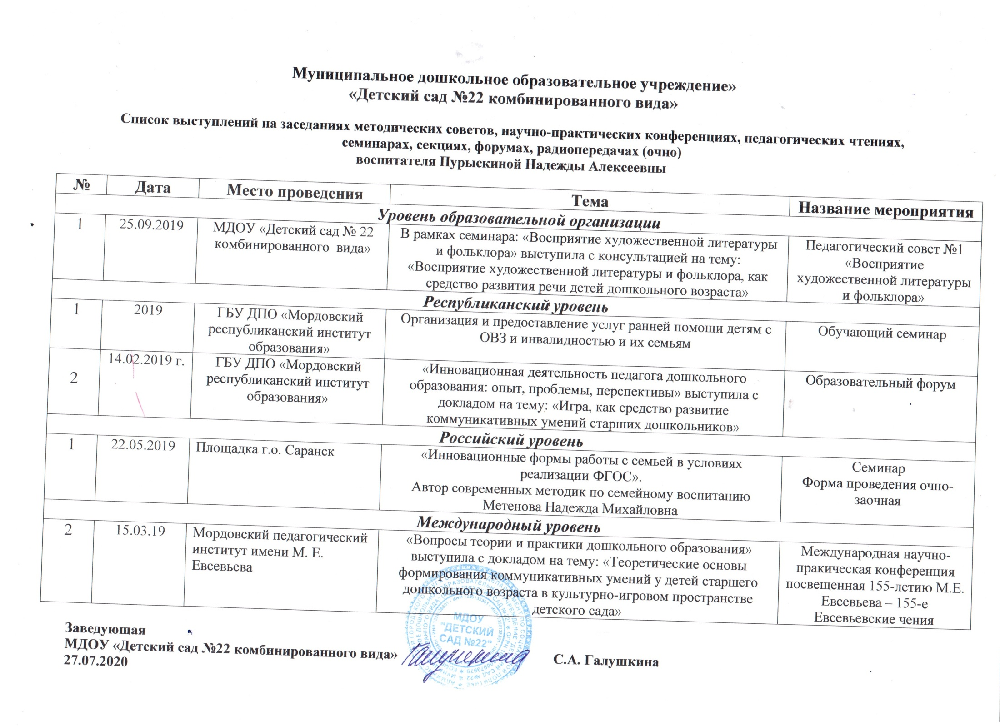 Муниципальное дошкольное образовательное учреждение»
«Детский сад №22 комбинированного вида»
Список выступлений на заседаниях методических советов, научно-практических конференциях, педагогических чтениях,
семинарах, секциях, форумах, радиопередачах (очно)
воспитателя Пурыскиной Надежды Алексеевны
№ Дата Место проведения Тема Название мероприятия
Уровень образовательной организации
1 25.09.2019
МДОУ «Детский сад № 22
комбинированного вида»
В рамках семинара: «Восприятие художественной литературы
и фольклора» выступила с консультацией на тему:
«Восприятие художественной литературы и фольклора, как
средство развития речи детей дошкольного возраста»
Педагогический совет №1
«Восприятие
художественной литературы
и фольклора»
Республиканский уровень
1 2019
ГБУ ДПО «Мордовский
республиканский институт
образования»
Организация и предоставление услуг ранней помощи детям с
ОВЗ и инвалидностью и их семьям
Обучающий семинар
2 14.02.2019 г.
ГБУ ДПО «Мордовский
республиканский институт
образования»
«Инновационная деятельность педагога дошкольного
образования: опыт, проблемы, перспективы» выступила с
докладом на тему: «Игра, как средство развитие
коммуникативных умений старших дошкольников»
Образовательный форум
Российский уровень
1 22.05.2019 Площадка г.о. Саранск
«Инновационные формы работы с семьей в условиях
реализации ФГОС».
Автор современных методик по семейному воспитанию
Метенова Надежда Михайловна
Семинар
Форма проведения очно-
заочная
Международный уровень
2 15.03.19
Мордовский педагогический
институт имени М. Е.
Евсевьева
«Вопросы теории и практики дошкольного образования»
выступила с докладом на тему: «Теоретические основы
формирования коммуникативных умений у детей старшего
дошкольного возраста в культурно-игровом пространстве
детского сада»
Международная научно-
пракическая конференция
посвещенная 155-летию М.Е.
Евсевьева – 155-е
Евсевьевские чения
Заведующая
МДОУ «Детский сад №22 комбинированного вида» С.А. Галушкина
27.07.2020
МДОУ
"ДЕТСКИЙ
САД №22"